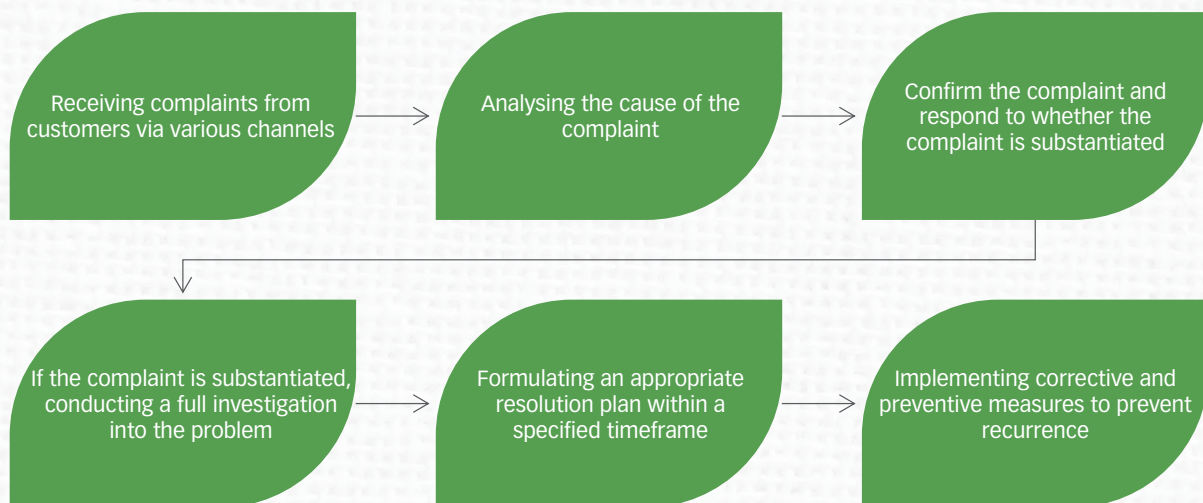 Receiving complaints from
customers via various channels
Analysing the cause of the
complaint
Confirm the complaint and
respond to whether the
complaint is substantiated
If the complaint is substantiated,
conducting a full investigation
into the problem
Formulating an appropriate
resolution plan within a
specified timeframe
Implementing corrective and
preventive measures to prevent
recurrence